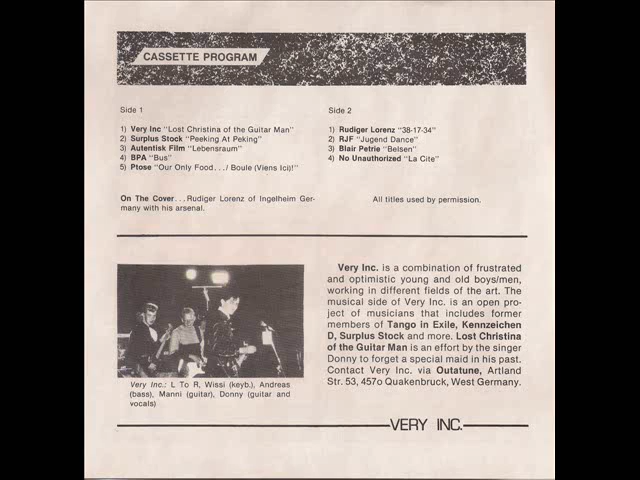 CASSETTE PROGRAM
Side 1
1) Very Inc "Lost Christina of the Guitar Man"
2) Surplus Stock "Peeking At Peking"
3) Autentisk Film "Lebensraum"
4) BPA "Bus"
5) Ptose "Our Only Food . . ./ Boule (Viens Ici)!"
Side 2
1) Rudiger Lorenz "38-17-34"
2) RJF "Jugend Dance"
3) Blair Petrie "Belsen"
4) No Unauthorized "La Cite"
On The Cover . . . Rudiger Lorenz of Ingelheim Ger-
many with his arsenal.
All titles used by permission.
Very Inc.: L To R, Wissi (keyb.), Andreas
(bass), Manni (guitar), Donny (guitar and
vocals)
Very Inc. is a combination of frustrated
and optimistic young and old boys/men,
working in different fields of the art. The
musical side of Very Inc. is an open pro-
ject of musicians that includes former
members of Tango in Exile, Kennzeichen
D, Surplus Stock and more. Lost Christina
of the Guitar Man is an effort by the singer
Donny to forget a special maid in his past.
Contact Very Inc. via Outatune, Artland
Str. 53, 457o Quakenbruck, West Germany.
VERY INC.